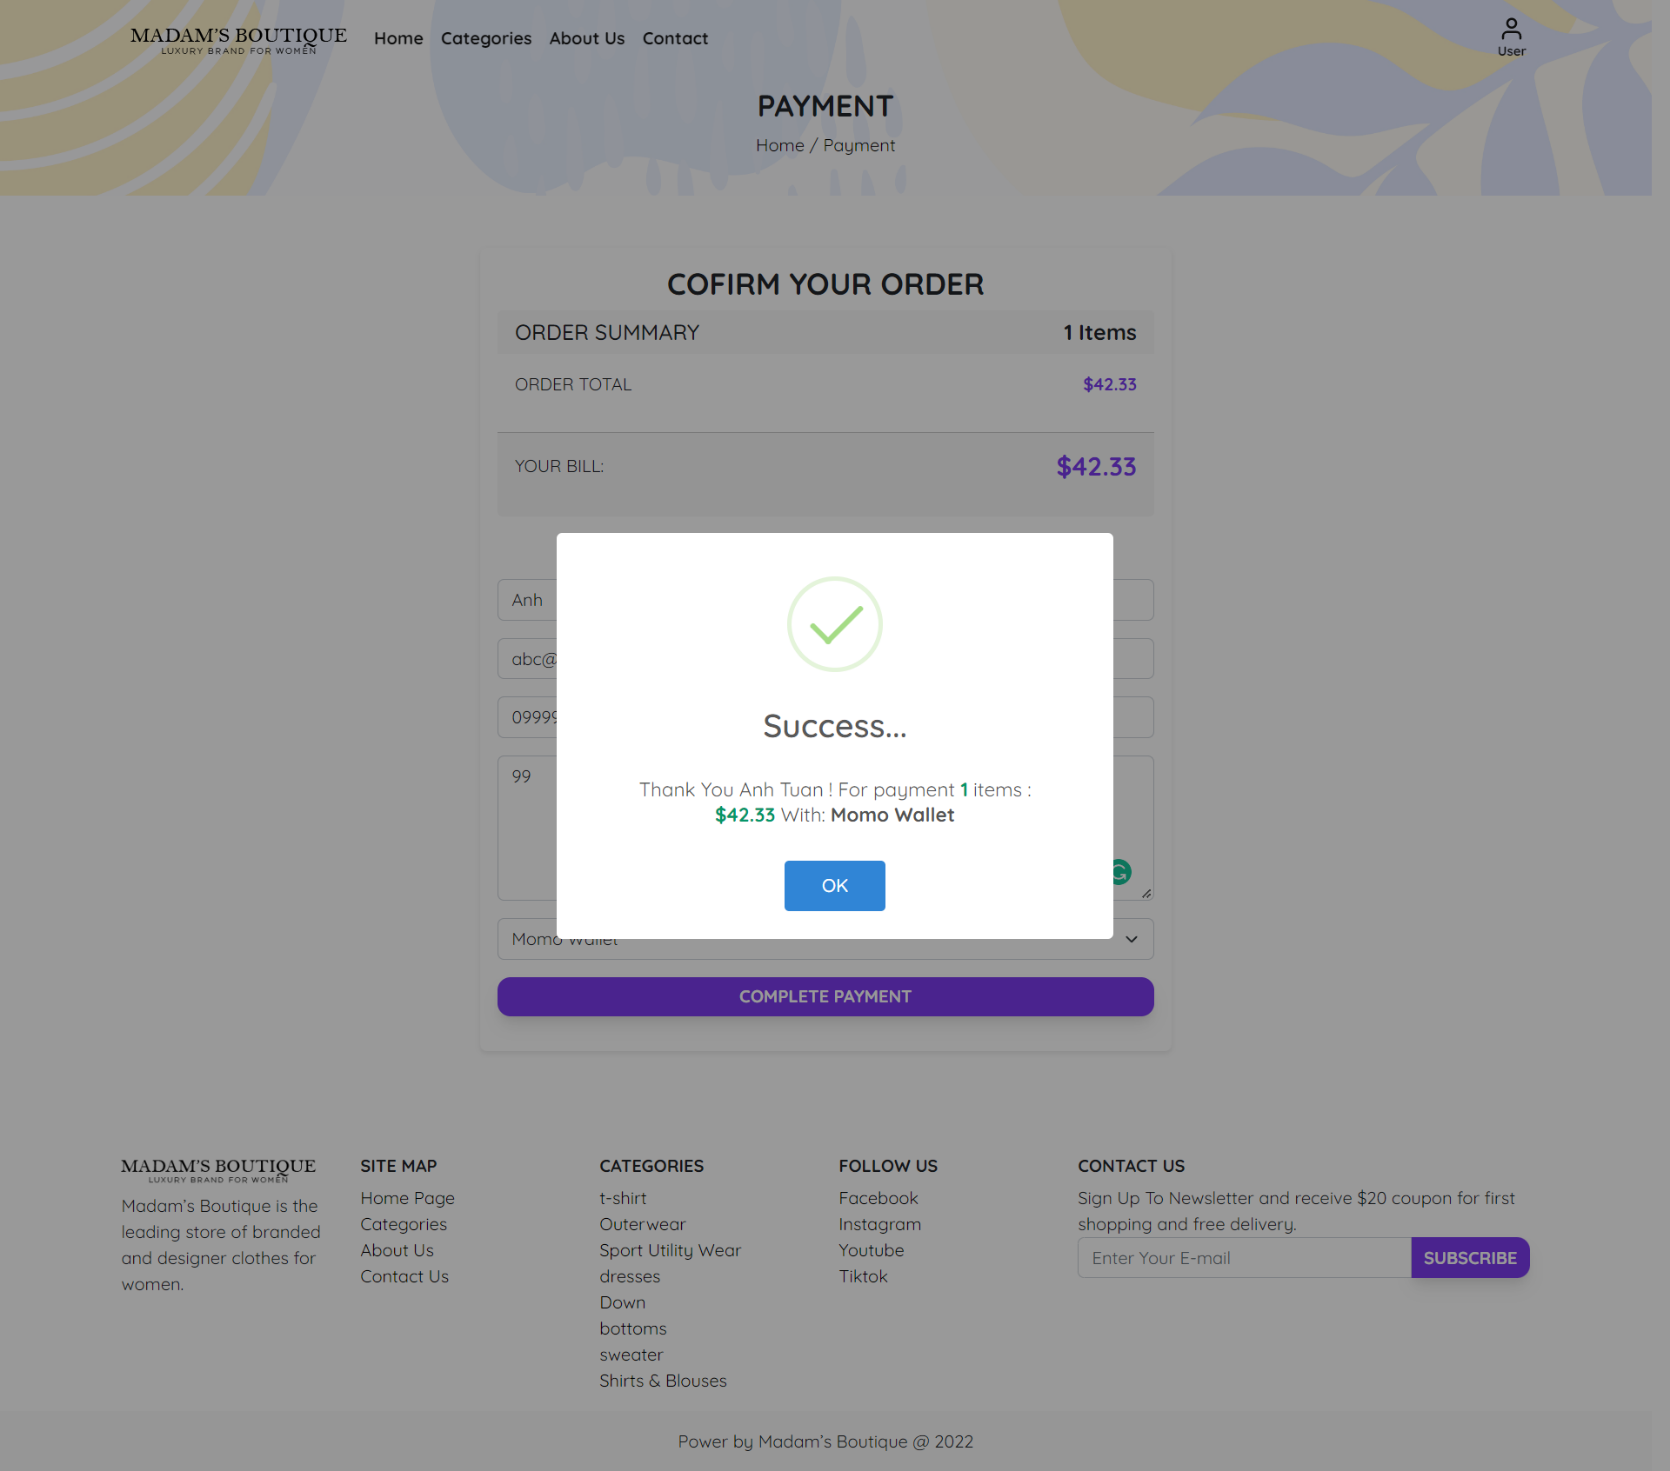 MADAM'S BOUTIQUE
LUXURY BRAND FOR WOMEN
Home Categories About Us Contact
User
PAYMENT
Home / Payment
COFIRM YOUR ORDER
ORDER SUMMARY 1 Items
ORDER TOTAL $42.33
YOUR BILL: $42.33
Anh
abc@
09999
99
Success...
Thank You Anh Tuan ! For payment 1 items :
$42.33 With: Momo Wallet
OK
Momo Wallet
COMPLETE PAYMENT
MADAM'S BOUTIQUE
LUXURY BRAND FOR WOMEN
Madam's Boutique is the
leading store of branded
and designer clothes for
women.
SITE MAP
Home Page
Categories
About Us
Contact Us
CATEGORIES
t-shirt
Outerwear
Sport Utility Wear
dresses
Down
bottoms
sweater
Shirts & Blouses
FOLLOW US
Facebook
Instagram
Youtube
Tiktok
CONTACT US
Sign Up To Newsletter and receive $20 coupon for first
shopping and free delivery.
Enter Your E-mail SUBSCRIBE
Power by Madam's Boutique @ 2022